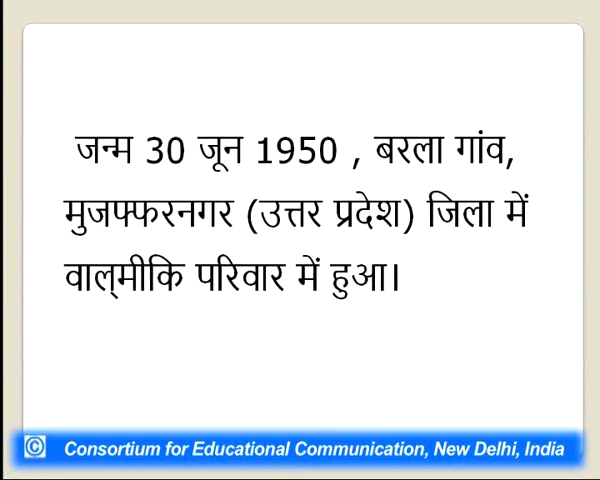 जन्म 30 जून 1950 , बरला गांव,
मुजफ्फरनगर (उत्तर प्रदेश) जिला में
वाल्‌मीकि परिवार में हुआ।
© Consortium for Educational Communication, New Delhi, India